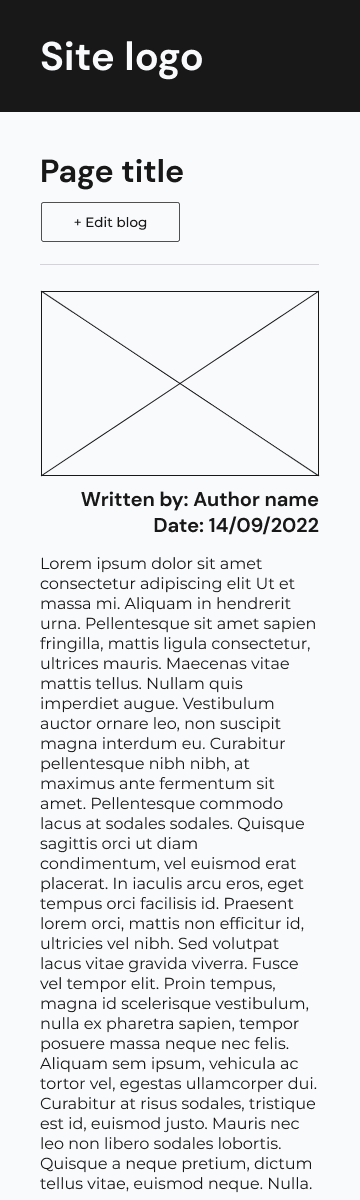 Site logo
Page title
+ Edit blog
Written by: Author name
Date: 14/09/2022
Lorem ipsum dolor sit amet
consectetur adipiscing elit Ut et
massa mi. Aliquam in hendrerit
urna. Pellentesque sit amet sapien
fringilla, mattis ligula consectetur,
ultrices mauris. Maecenas vitae
mattis tellus. Nullam quis
imperdiet augue. Vestibulum
auctor ornare leo, non suscipit
magna interdum eu. Curabitur
pellentesque nibh nibh, at
maximus ante fermentum sit
amet. Pellentesque commodo
lacus at sodales sodales. Quisque
sagittis orci ut diam
condimentum, vel euismod erat
placerat. In iaculis arcu eros, eget
tempus orci facilisis id. Praesent
lorem orci, mattis non efficitur id,
ultricies vel nibh. Sed volutpat
lacus vitae gravida viverra. Fusce
vel tempor elit. Proin tempus,
magna id scelerisque vestibulum,
nulla ex pharetra sapien, tempor
posuere massa neque nec felis.
Aliquam sem ipsum, vehicula ac
tortor vel, egestas ullamcorper dui.
Curabitur at risus sodales, tristique
est id, euismod justo. Mauris nec
leo non libero sodales lobortis.
Quisque a neque pretium, dictum
tellus vitae, euismod neque. Nulla.